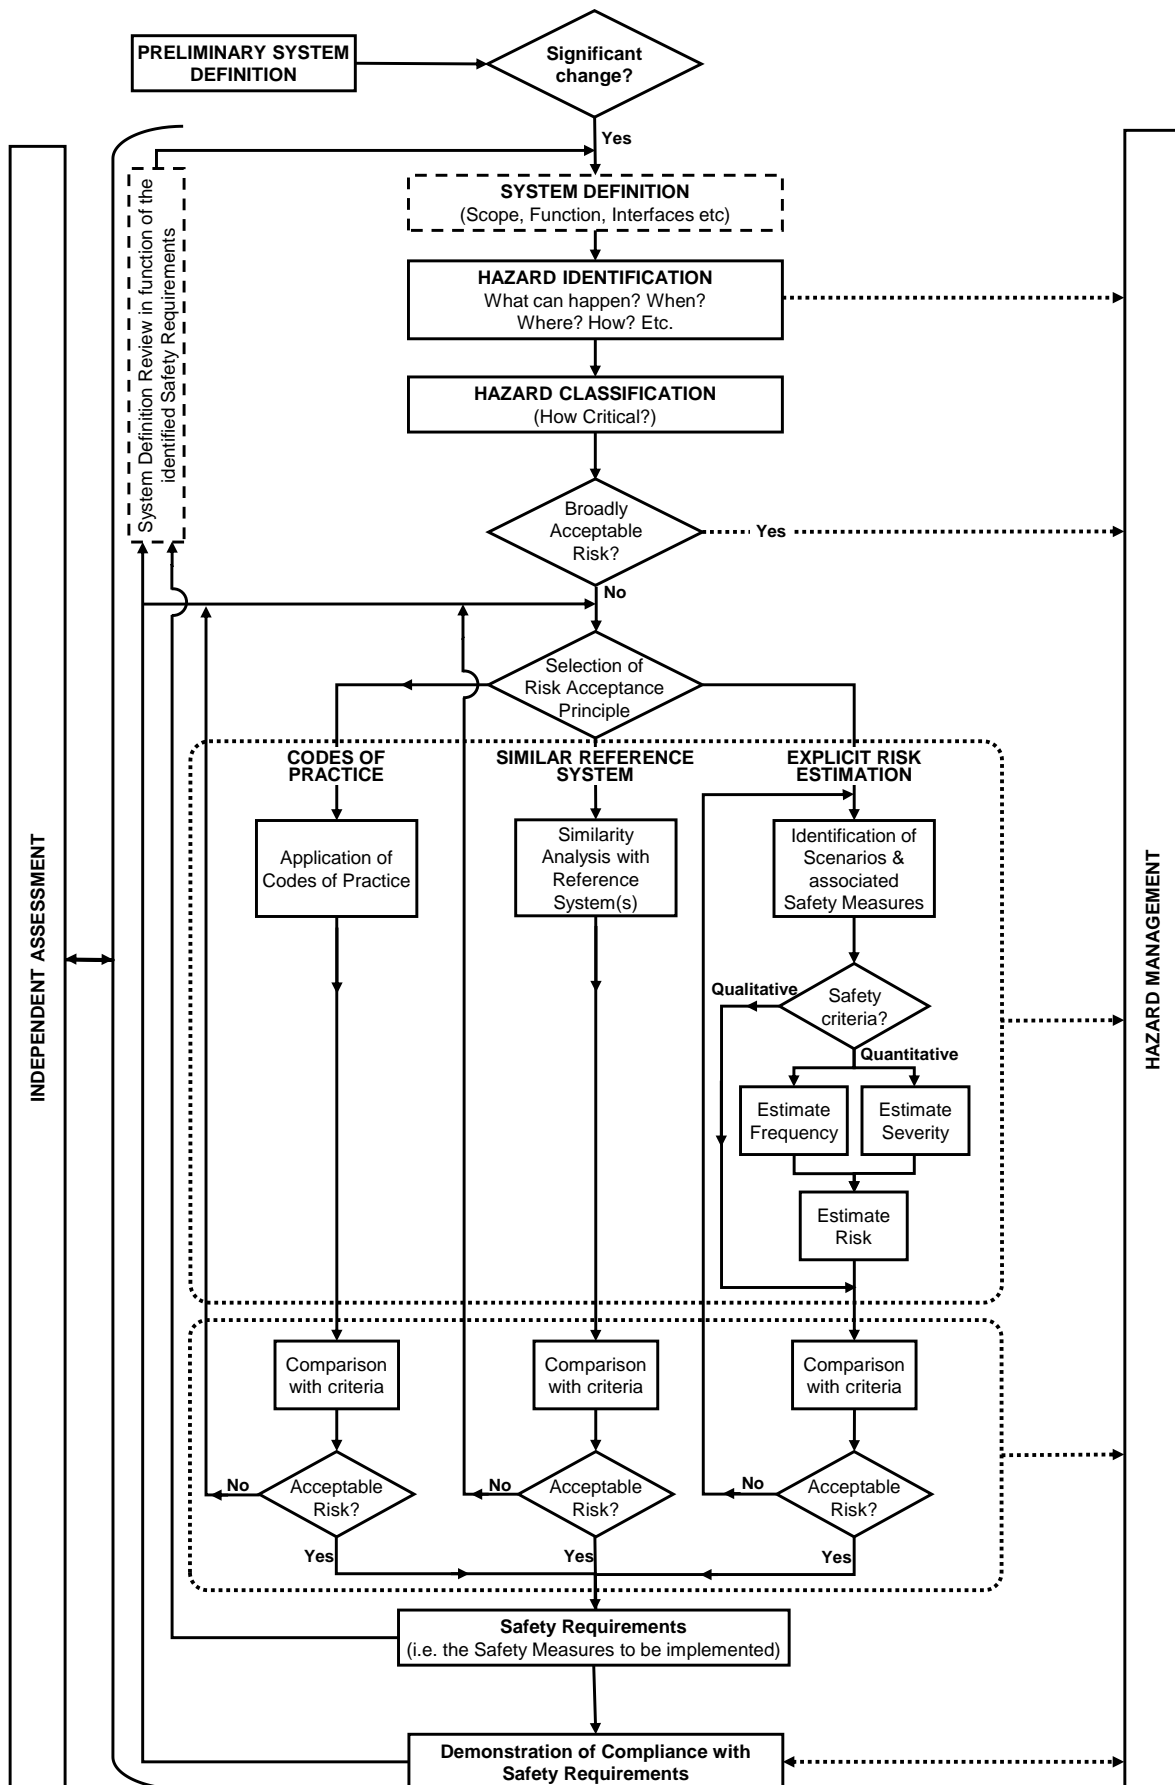 PRELIMINARY SYSTEM
DEFINITION
Significant
change?
Yes
System Definition Review in function of the
identified Safety Requirements
SYSTEM DEFINITION
(Scope, Function, Interfaces etc)
HAZARD IDENTIFICATION
What can happen? When?
Where? How? Etc.
HAZARD CLASSIFICATION
(How Critical?)
Broadly
Acceptable
Risk?
Yes
No
Selection of
Risk Acceptance
Principle
CODES OF
PRACTICE
SIMILAR REFERENCE
SYSTEM
EXPLICIT RISK
ESTIMATION
Application of
Codes of Practice
Similarity
Analysis with
Reference
System(s)
Identification of
Scenarios &
associated
Safety Measures
INDEPENDENT ASSESSMENT
HAZARD MANAGEMENT
Qualitative
Safety
criteria?
Quantitative
Estimate
Frequency
Estimate
Severity
Estimate
Risk
Comparison
with criteria
Comparison
with criteria
Comparison
with criteria
No
Acceptable
Risk?
No
Acceptable
Risk?
No
Acceptable
Risk?
Yes
Yes
Yes
Safety Requirements
(i.e. the Safety Measures to be implemented)
Demonstration of Compliance with
Safety Requirements